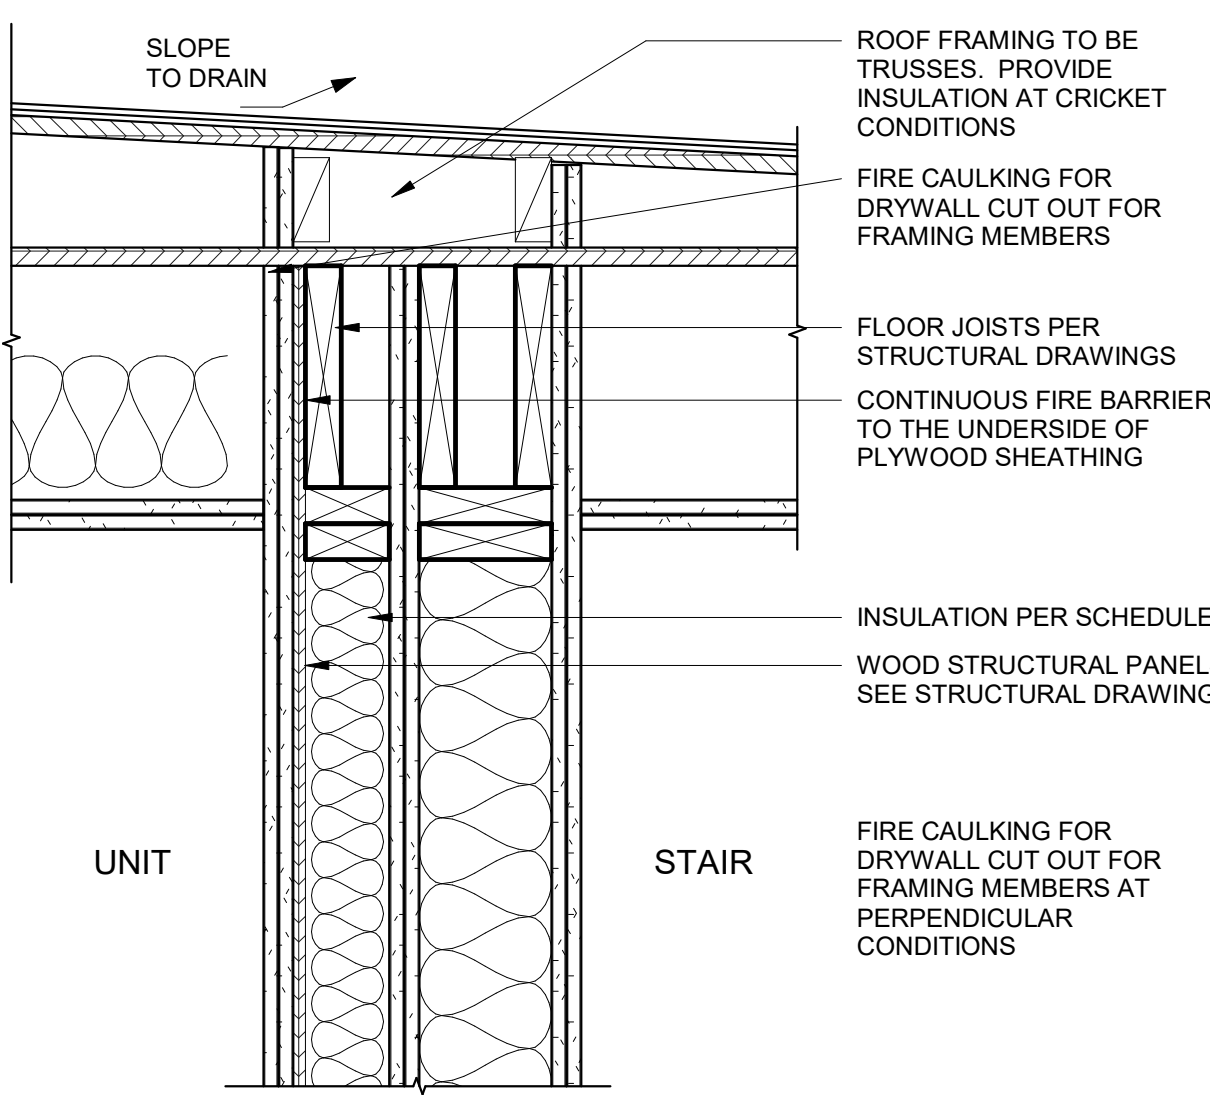 SLOPE
TO DRAIN
ROOF FRAMING TO BE
TRUSSES.  PROVIDE
INSULATION AT CRICKET
CONDITIONS
FIRE CAULKING FOR
DRYWALL CUT OUT FOR
FRAMING MEMBERS
FLOOR JOISTS PER
STRUCTURAL DRAWINGS
CONTINUOUS FIRE BARRIER
TO THE UNDERSIDE OF
PLYWOOD SHEATHING
INSULATION PER SCHEDULE
WOOD STRUCTURAL PANEL
SEE STRUCTURAL DRAWING
UNIT
STAIR
FIRE CAULKING FOR
DRYWALL CUT OUT FOR
FRAMING MEMBERS AT
PERPENDICULAR
CONDITIONS